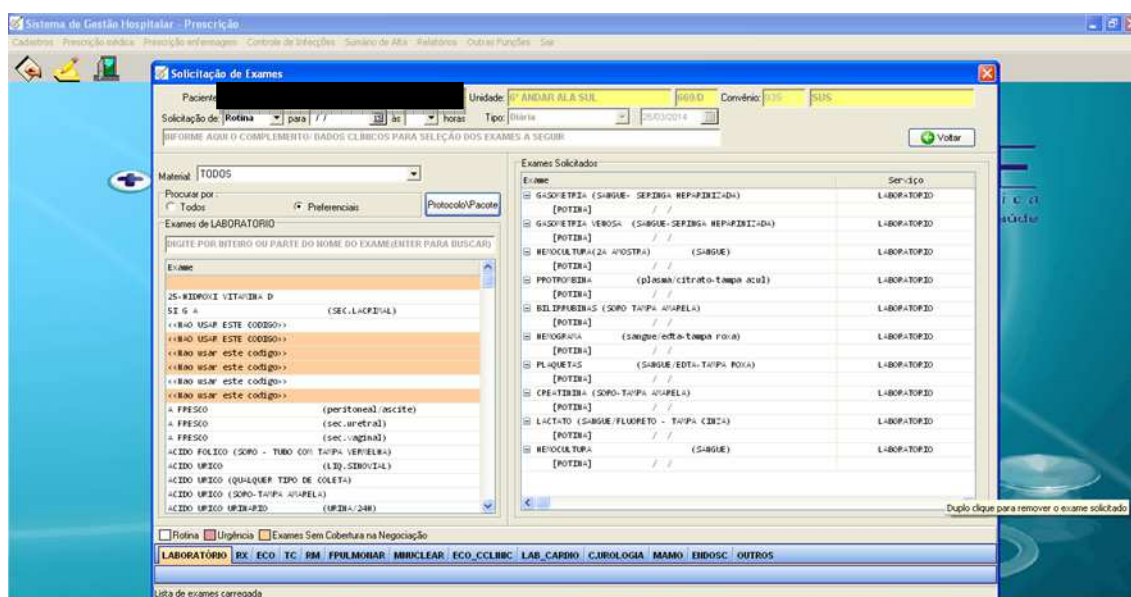 Sistema de Gestão Hospitalar - Prescrição
Cadastros Prescrição médica Prescrição enfermagem Controle de Infecções Sumário de Alta Relatórios Outras Funções Sair
Solicitação de Exames
Paciente Unidade: 6º ANDAR ALA SUL 669/D Convênio: 035 SUS
Solicitação de: Rotina para / / às horas Tipo: Diária 26/03/2014
INFORME AQUI O COMPLEMENTO/ DADOS CLINICOS PARA SELEÇÃO DOS EXAMES A SEGUIR
Voltar
Material: TODOS
Procurar por :
Todos Preferenciais
Protocolo\Pacote
Exames de LABORATORIO
DIGITE POR INTEIRO OU PARTE DO NOME DO EXAME(ENTER PARA BUSCAR)
Exame
25-HIDROXI VITAMINA D
SI G A (SEC.LACRIMAL)
<<NAO USAR ESTE CODIGO>>
<<NAO USAR ESTE CODIGO>>
<<Nao usar este codigo>>
<<Nao usar este codigo>>
<<Nao usar este codigo>>
<<Nao usar este codigo>>
A FRESCO (peritoneal/ascite)
A FRESCO (sec.uretral)
A FRESCO (sec.vaginal)
ACIDO FOLICO (SORO - TUBO COM TAMPA VERMELHA)
ACIDO URICO (LIQ.SINOVIAL)
ACIDO URICO (QUALQUER TIPO DE COLETA)
ACIDO URICO (SORO-TAMPA AMARELA)
ACIDO URICO URINARIO (URINA/24H)
Exames Solicitados
Exame Serviço
GASOMETRIA (SANGUE- SERINGA HEPARINIZADA) LABORATORIO
[ROTINA] / /
GASOMETRIA VENOSA (SANGUE-SERINGA HEPARINIZADA) LABORATORIO
[ROTINA] / /
HEMOCULTURA(2A AMOSTRA) (SANGUE) LABORATORIO
[ROTINA] / /
PROTROMBINA (plasma/citrato-tampa azul) LABORATORIO
[ROTINA] / /
BILIRRUBINAS (SORO TAMPA AMARELA) LABORATORIO
[ROTINA] / /
HEMOGRAMA (sangue/edta-tampa roxa) LABORATORIO
[ROTINA] / /
PLAQUETAS (SANGUE/EDTA-TAMPA ROXA) LABORATORIO
[ROTINA] / /
CREATININA (SORO-TAMPA AMARELA) LABORATORIO
[ROTINA] / /
LACTATO (SANGUE/FLUORETO - TAMPA CINZA) LABORATORIO
[ROTINA] / /
HEMOCULTURA (SANGUE) LABORATORIO
[ROTINA] / /
Duplo clique para remover o exame solicitado
Rotina Urgência Exames Sem Cobertura na Negociação
LABORATÓRIO RX ECO TC RM FPULMONAR MNUCLEAR ECO_CCLINIC LAB_CARDIO C.UROLOGIA MAMO ENDOSC OUTROS
Lista de exames carregada